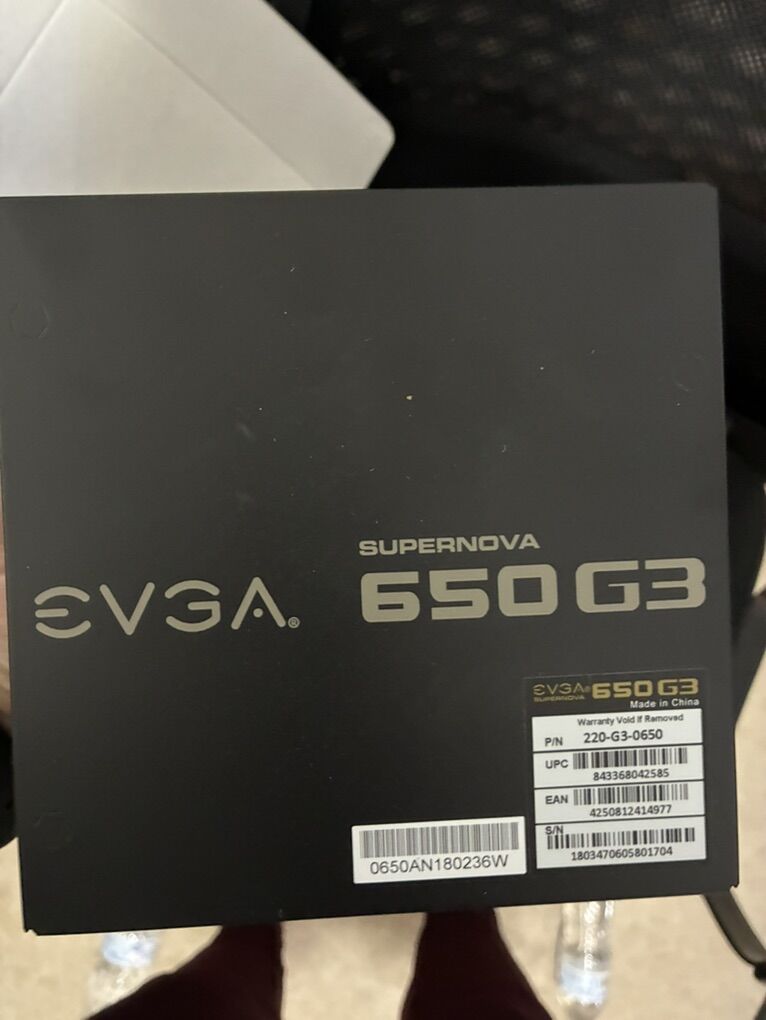 SUPERNOVA
EVGA® 650 G3
EVGA® 650 G3
SUPERNOVA
Made in China
Warranty Void If Removed
P/N 220-G3-0650
UPC
843368042585
EAN
4250812414977
S/N
1803470605801704
0650AN180236W